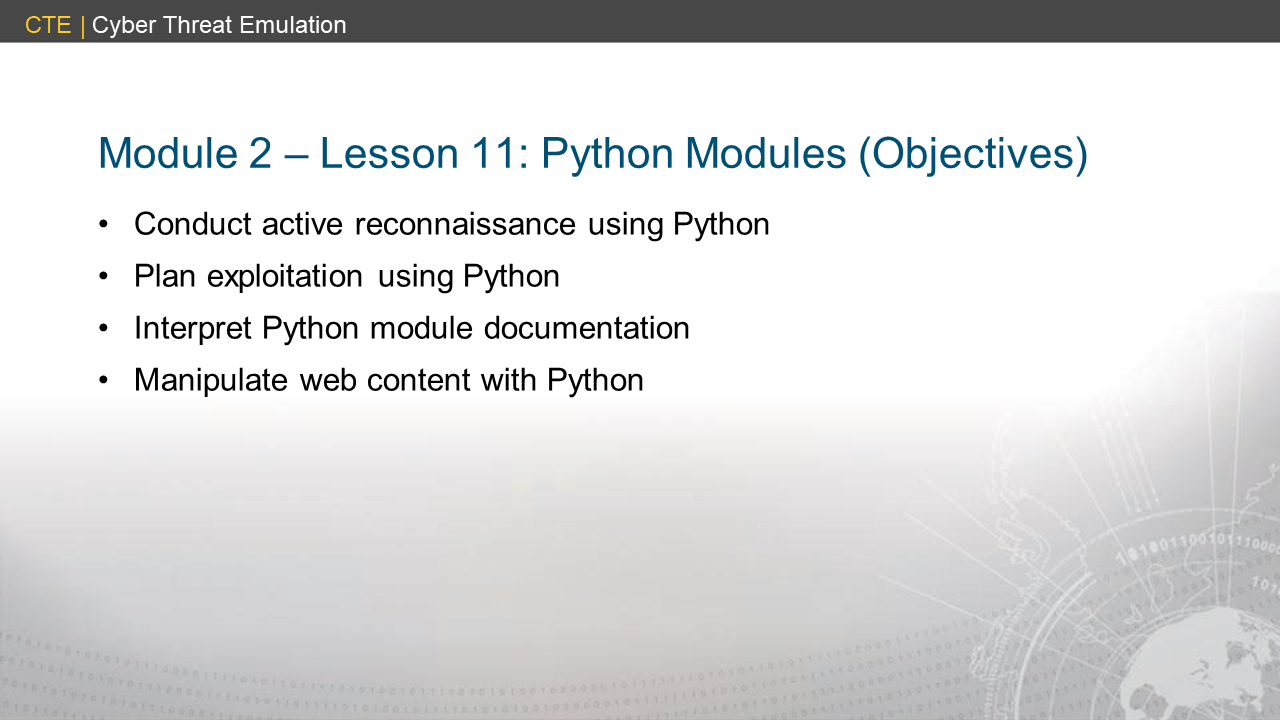 CTE | Cyber Threat Emulation
Module 2 – Lesson 11: Python Modules (Objectives)
• Conduct active reconnaissance using Python
• Plan exploitation using Python
• Interpret Python module documentation
• Manipulate web content with Python